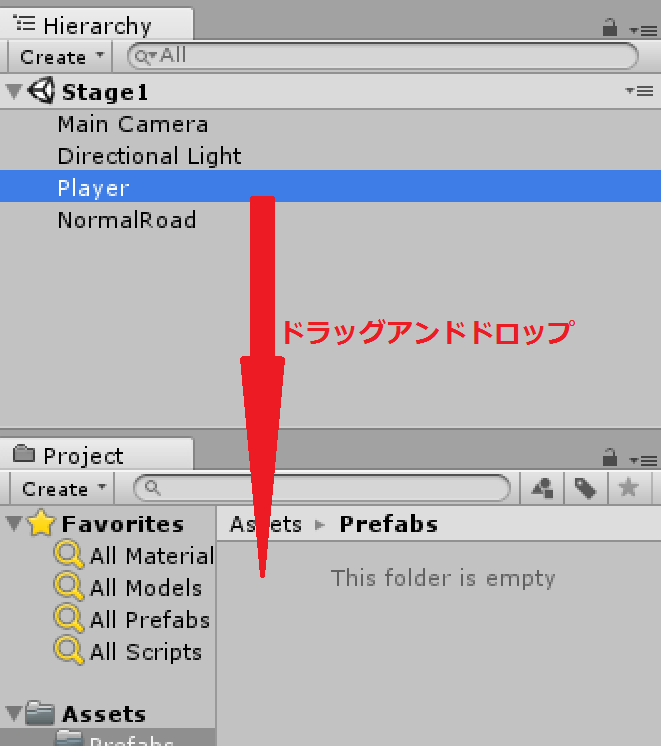 Hierarchy
Create
All
Stage1
Main Camera
Directional Light
Player
NormalRoad
ドラッグアンドドロップ
Project
Create
Favorites
All Material
All Models
All Prefabs
All Scripts
Assets
Prefabs
Assets Prefabs
This folder is empty